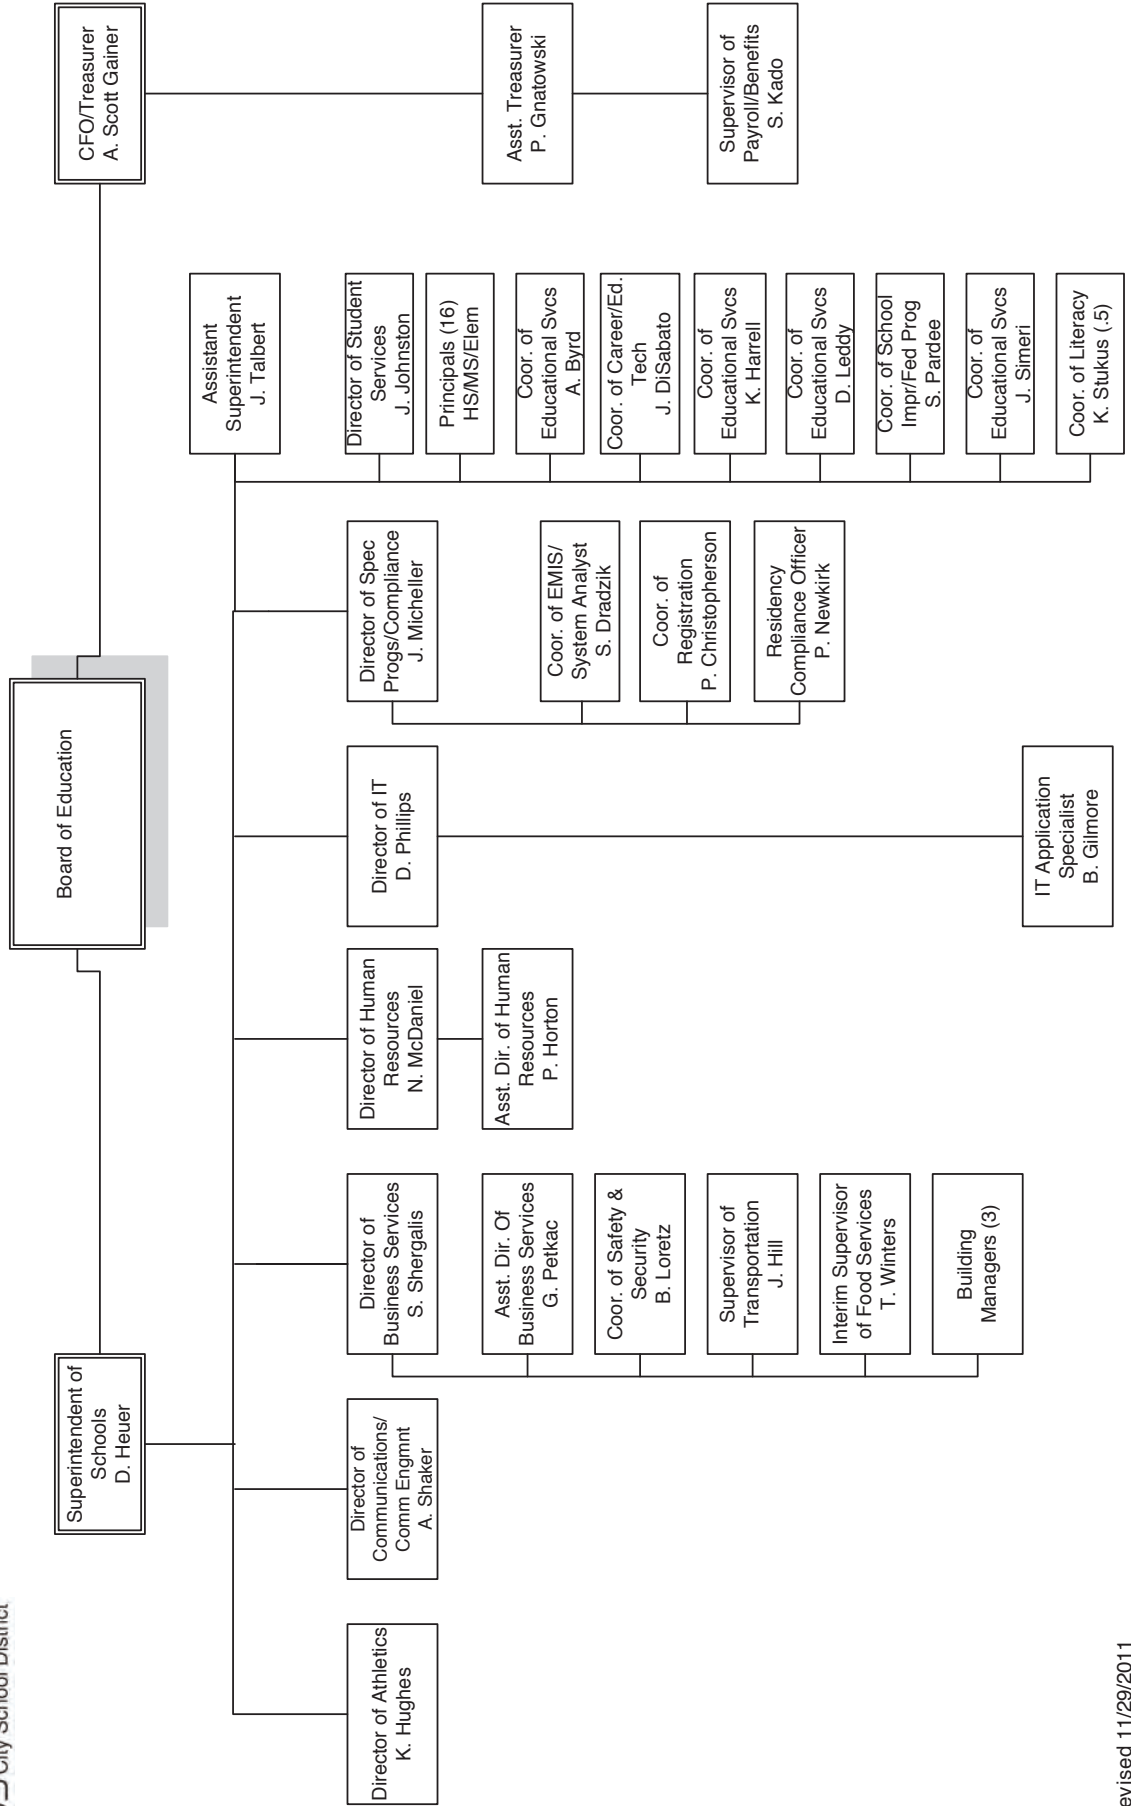 City School District
Board of Education
Superintendent of
Schools
D. Heuer
CFO/Treasurer
A. Scott Gainer
Assistant
Superintendent
J. Talbert
Director of Athletics
K. Hughes
Director of
Communications/
Comm Engmnt
A. Shaker
Director of
Business Services
S. Shergalis
Director of Human
Resources
N. McDaniel
Director of IT
D. Phillips
Director of Spec
Progs/Compliance
J. Micheller
Director of Student
Services
J. Johnston
Principals (16)
HS/MS/Elem
Coor. of
Educational Svcs
A. Byrd
Coor. of Career/Ed.
Tech
J. DiSabato
Coor. of
Educational Svcs
K. Harrell
Coor. of
Educational Svcs
D. Leddy
Coor. of School
Impr/Fed Prog
S. Pardee
Coor. of
Educational Svcs
J. Simeri
Coor. of Literacy
K. Stukus (.5)
Asst. Dir. Of
Business Services
G. Petkac
Coor. of Safety &
Security
B. Loretz
Supervisor of
Transportation
J. Hill
Interim Supervisor
of Food Services
T. Winters
Building
Managers (3)
Asst. Dir. of Human
Resources
P. Horton
IT Application
Specialist
B. Gilmore
Coor. of EMIS/
System Analyst
S. Dradzik
Coor. of
Registration
P. Christopherson
Residency
Compliance Officer
P. Newkirk
Asst. Treasurer
P. Gnatowski
Supervisor of
Payroll/Benefits
S. Kado
evised 11/29/2011